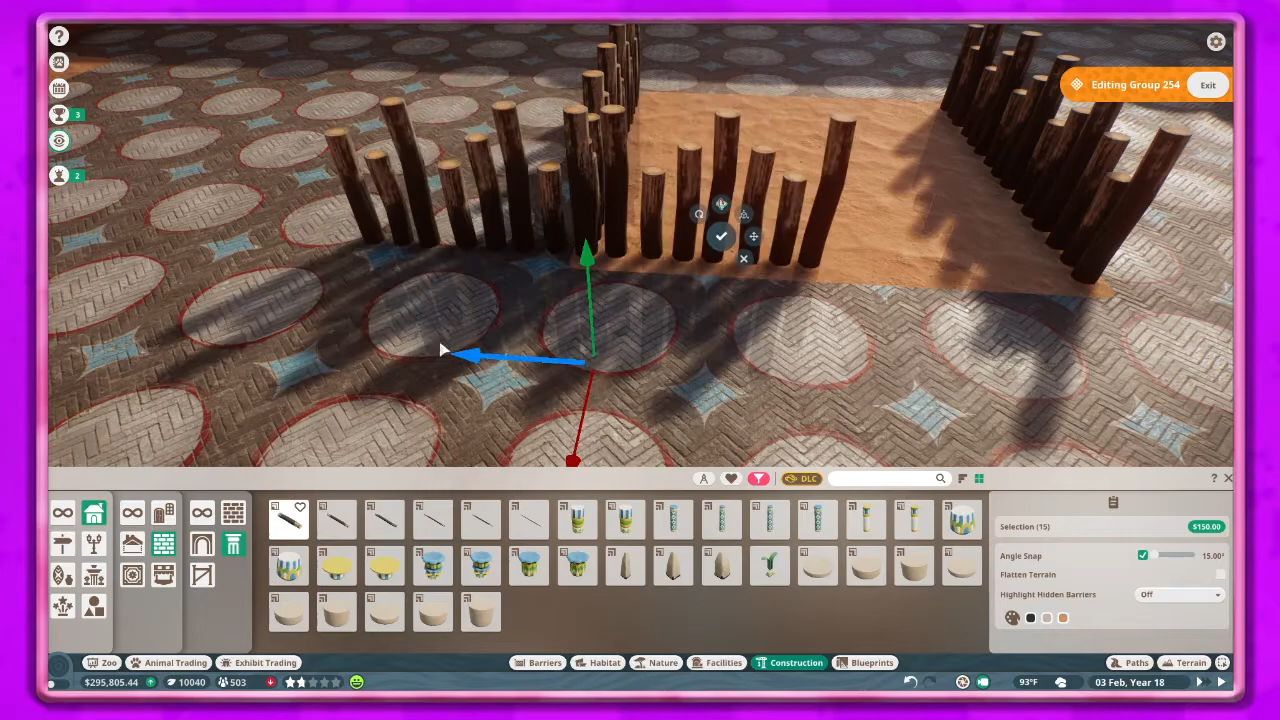 ?
Editing Group 254
Exit
3
2
A
DLC
?
Selection (15)
$150.00
Angle Snap
15.00°
Flatten Terrain
Highlight Hidden Barriers
Off
Zoo
Animal Trading
Exhibit Trading
Barriers
Habitat
Nature
Facilities
Construction
Blueprints
Paths
Terrain
$295,805.44
10040
503
93°F
03 Feb, Year 18